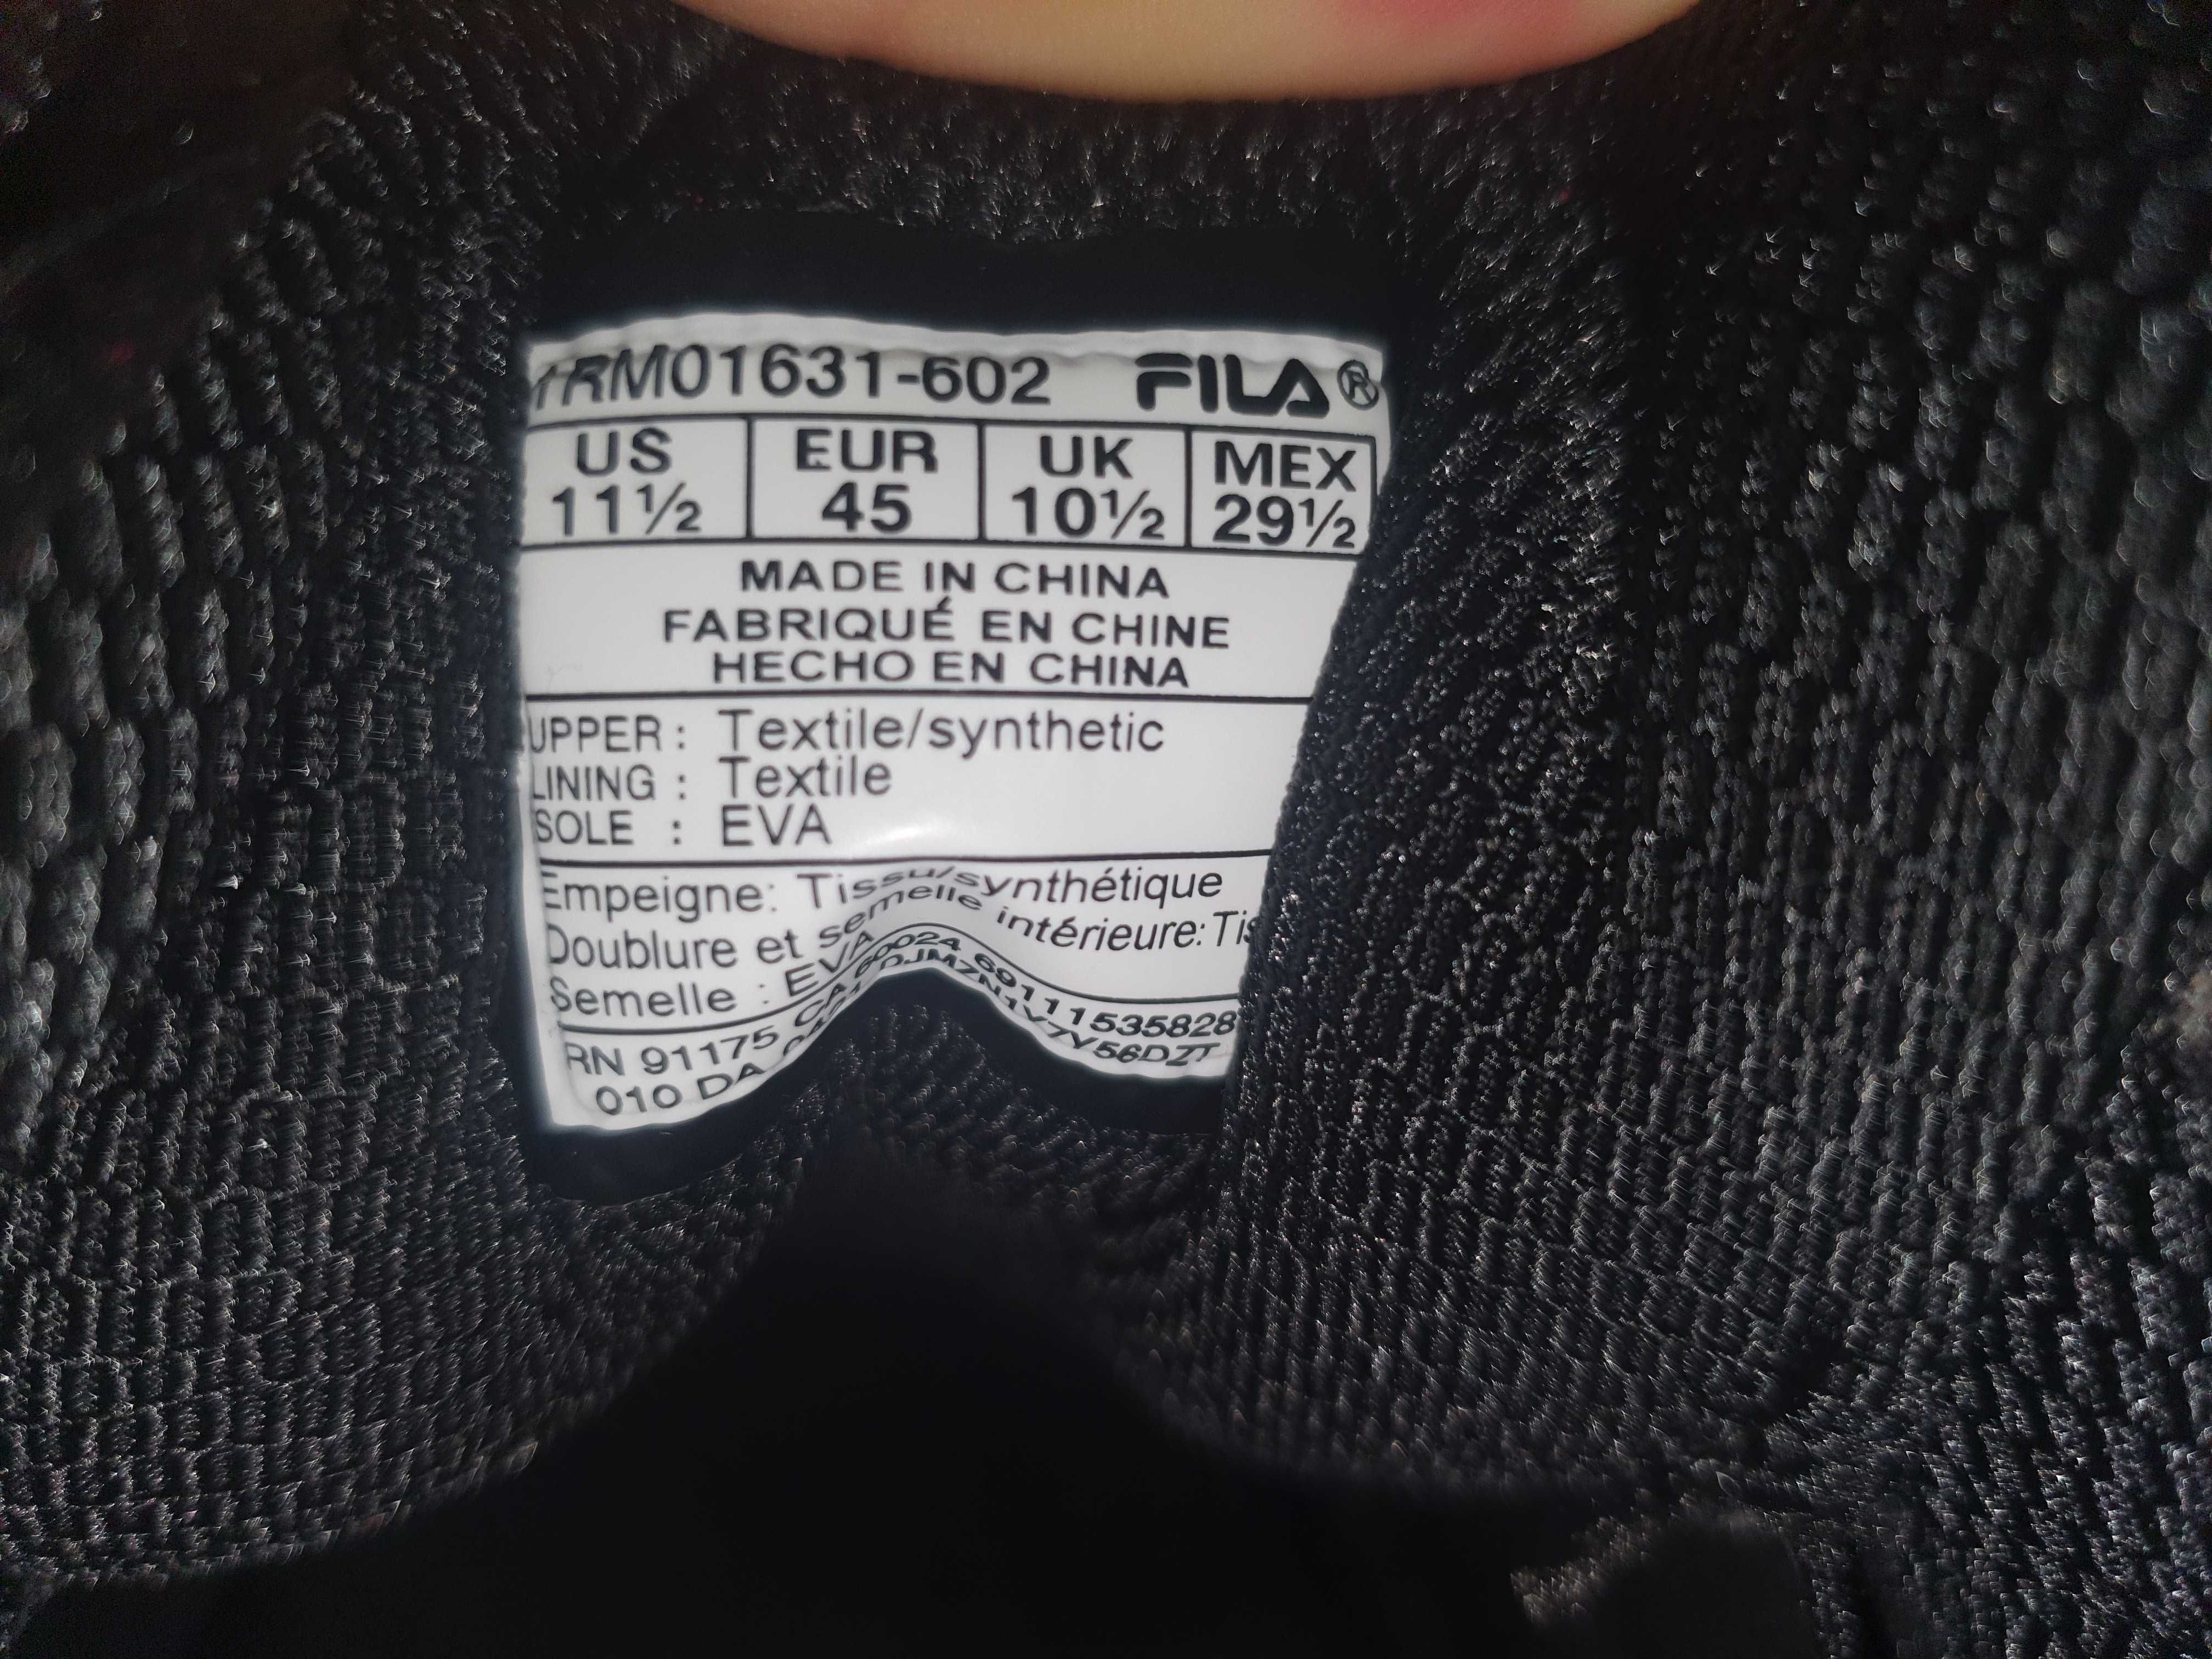 1RM01631-602 FILA®
US EUR UK MEX
11½ 45 10½ 29½
MADE IN CHINA
FABRIQUÉ EN CHINE
HECHO EN CHINA
UPPER : Textile/synthetic
LINING : Textile
SOLE : EVA
Empeigne: Tissu/synthétique
Doublure et semelle intérieure:
Semelle : EVA
RN 91175 69111535828
010 DA